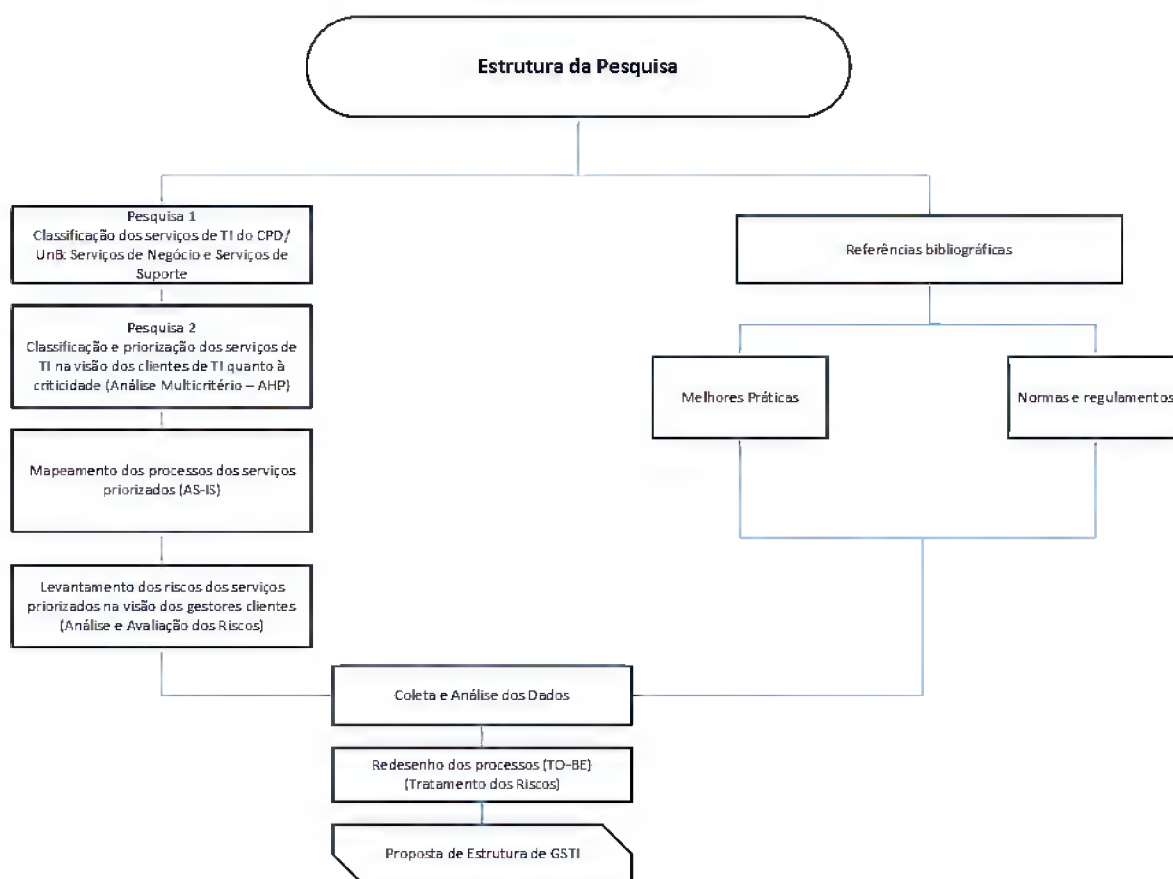 Estrutura da Pesquisa
Pesquisa 1
Classificação dos serviços de TI do CPD/
UnB: Serviços de Negócio e Serviços de
Suporte
Pesquisa 2
Classificação e priorização dos serviços de
TI na visão dos clientes de TI quanto à
criticidade (Análise Multicritério – AHP)
Mapeamento dos processos dos serviços
priorizados (AS-IS)
Levantamento dos riscos dos serviços
priorizados na visão dos gestores clientes
(Análise e Avaliação dos Riscos)
Referências bibliográficas
Melhores Práticas
Normas e regulamentos
Coleta e Análise dos Dados
Redesenho dos processos (TO-BE)
(Tratamento dos Riscos)
Proposta de Estrutura de GSTI